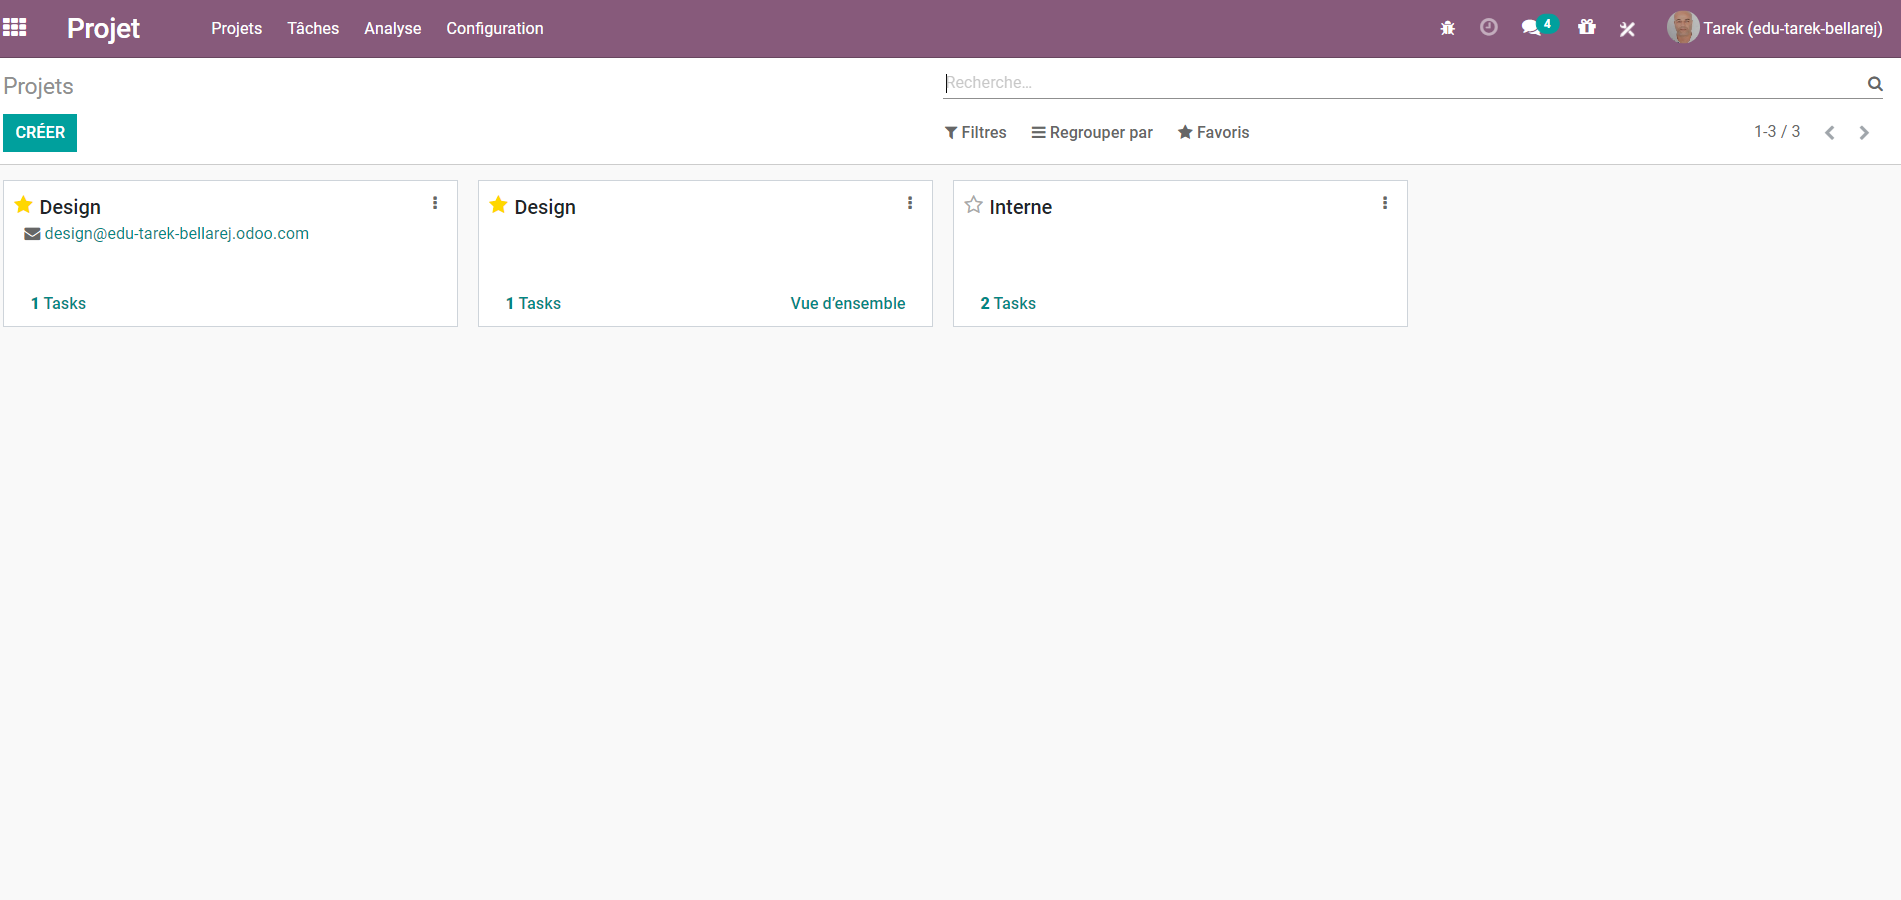 Projet Projets Tâches Analyse Configuration 4 Tarek (edu-tarek-bellarej)
Projets Recherche...
CRÉER Filtres Regrouper par Favoris 1-3 / 3
Design
design@edu-tarek-bellarej.odoo.com
1 Tasks
Design
1 Tasks Vue d’ensemble
Interne
2 Tasks